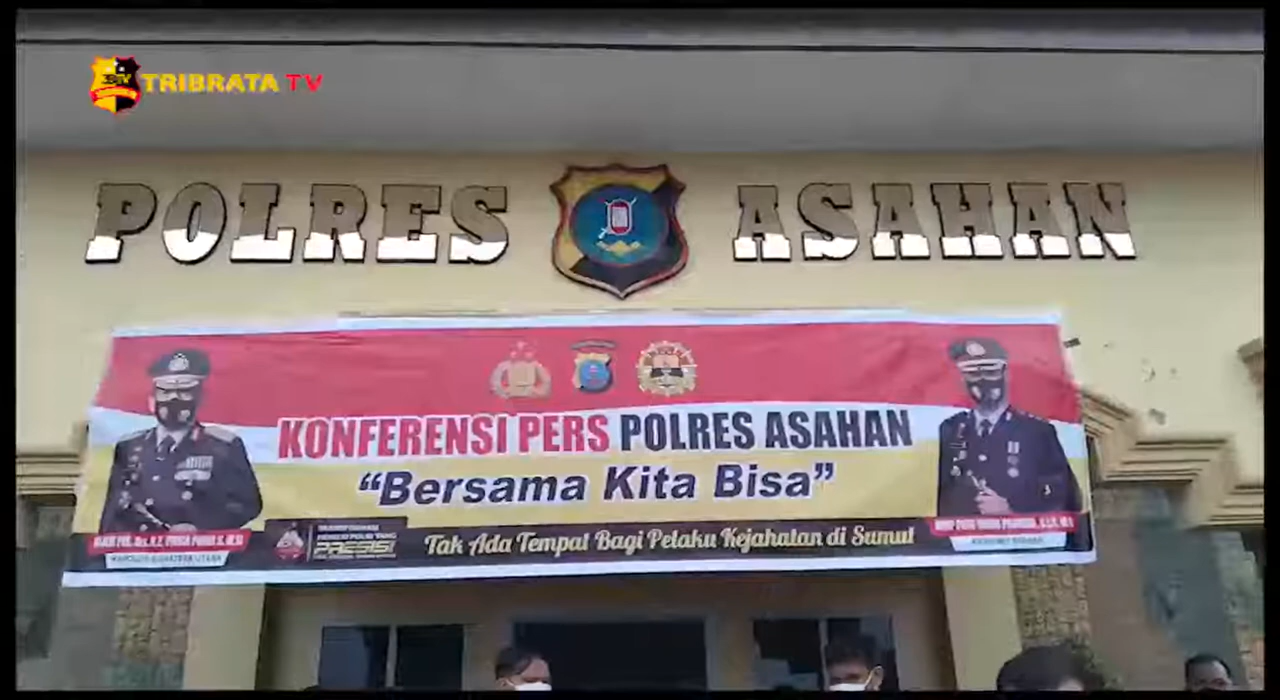 TRIBRATA TV
POLRES ASAHAN
KONFERENSI PERS POLRES ASAHAN
“Bersama Kita Bisa”
PRESISI
Tak Ada Tempat Bagi Pelaku Kejahatan di Sumut